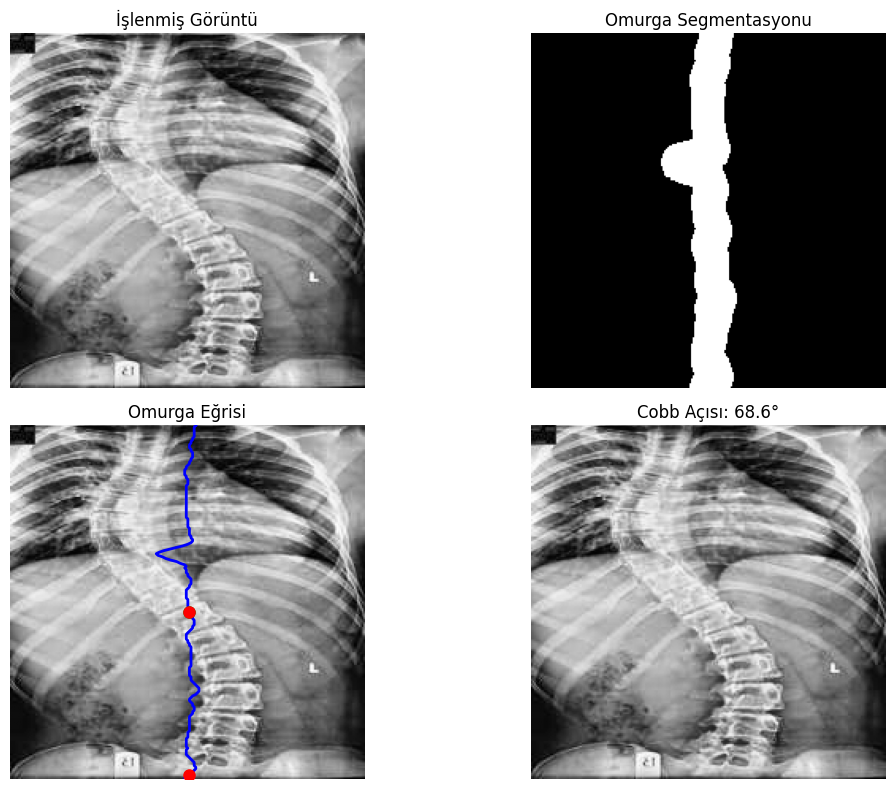 İşlenmiş Görüntü
Omurga Segmentasyonu
L
Omurga Eğrisi
Cobb Açısı: 68.6°
L
L